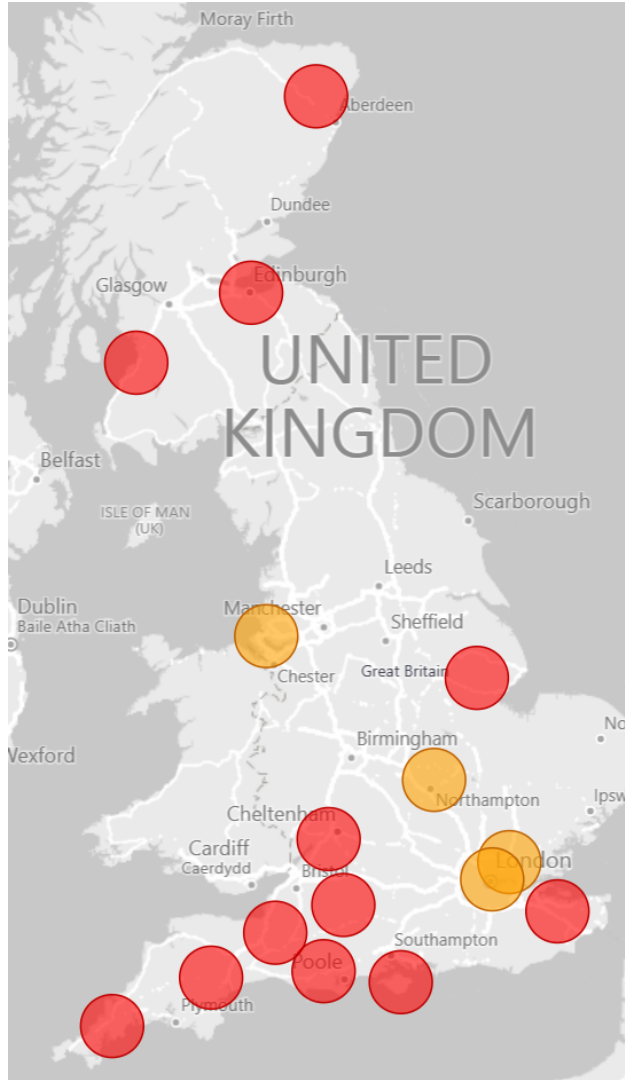 Moray Firth
Aberdeen
Dundee
Edinburgh
Glasgow
UNITED
KINGDOM
Belfast
ISLE OF MAN
(UK)
Scarborough
Leeds
Dublin
Baile Atha Cliath
Manchester
Sheffield
Great Britain
Chester
No
Wexford
Birmingham
Northampton
Ipsw
Cheltenham
Cardiff
Caerdydd
Bristol
London
Southampton
Poole
Plymouth